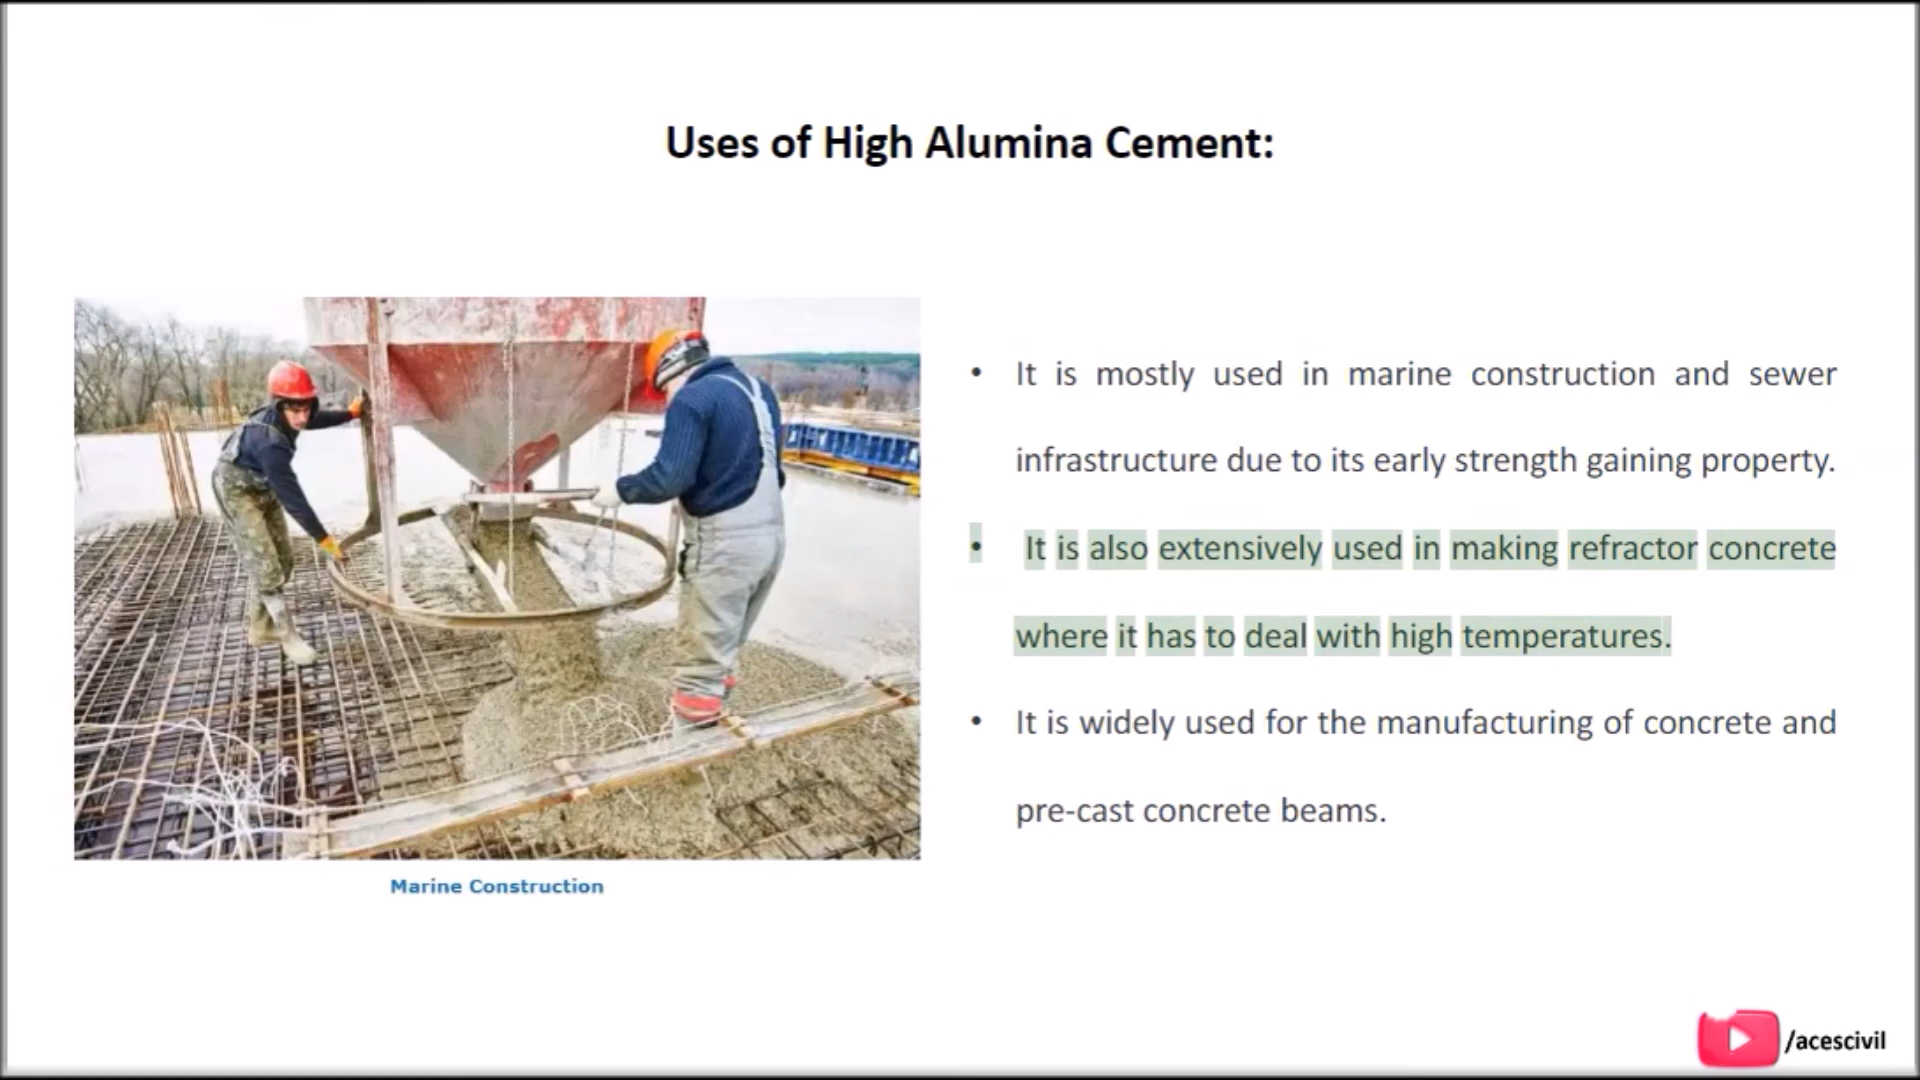 Uses of High Alumina Cement:
• It is mostly used in marine construction and sewer
infrastructure due to its early strength gaining property.
• It is also extensively used in making refractor concrete
where it has to deal with high temperatures.
• It is widely used for the manufacturing of concrete and
pre-cast concrete beams.
Marine Construction
/acescivil